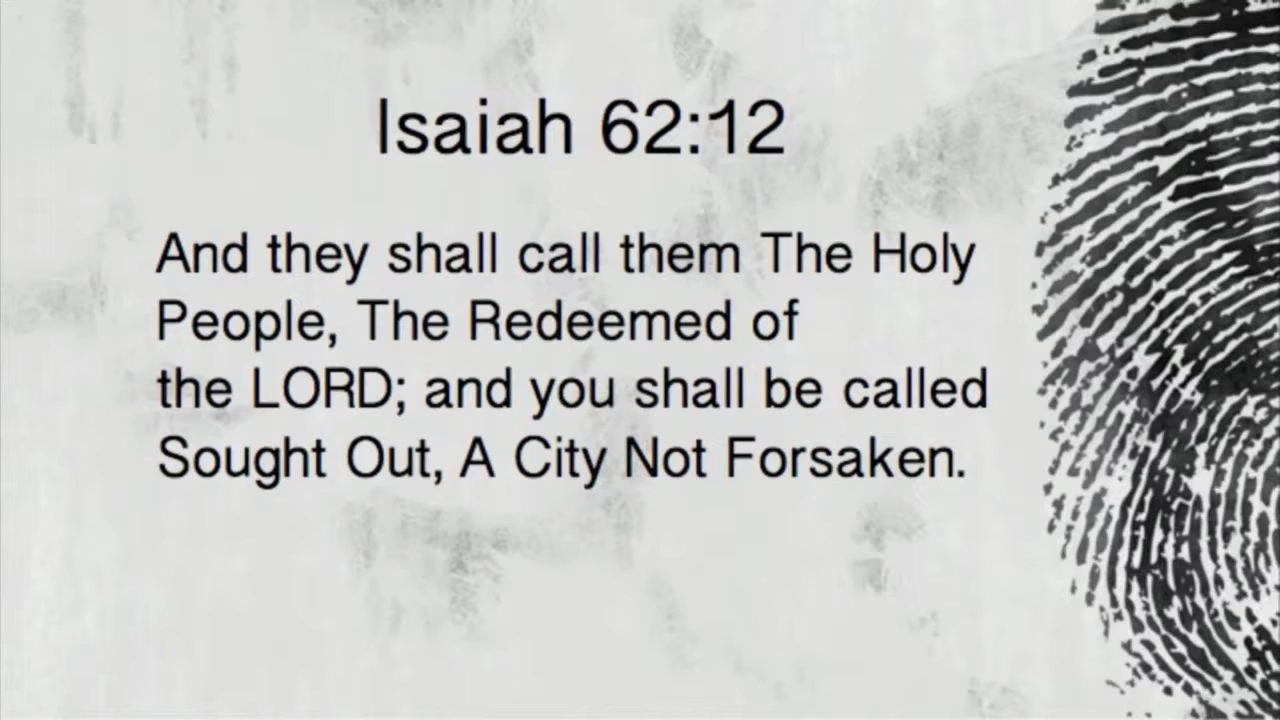 Isaiah 62:12
And they shall call them The Holy
People, The Redeemed of
the LORD; and you shall be called
Sought Out, A City Not Forsaken.